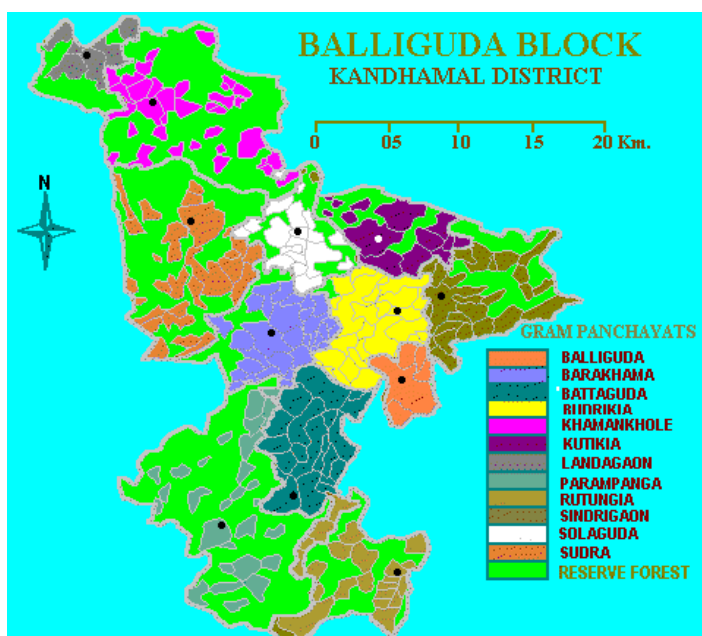 BALLIGUDA BLOCK
KANDHAMAL DISTRICT
0 05 10 15 20 Km.
N
GRAM PANCHAYATS
BALLIGUDA
BARAKHAMA
BATTAGUDA
BUDRIKIA
KHAMANKHOLE
KUTIKIA
LANDAGAON
PARAMPANGA
RUTUNGIA
SINDRIGAON
SOLAGUDA
SUDRA
RESERVE FOREST